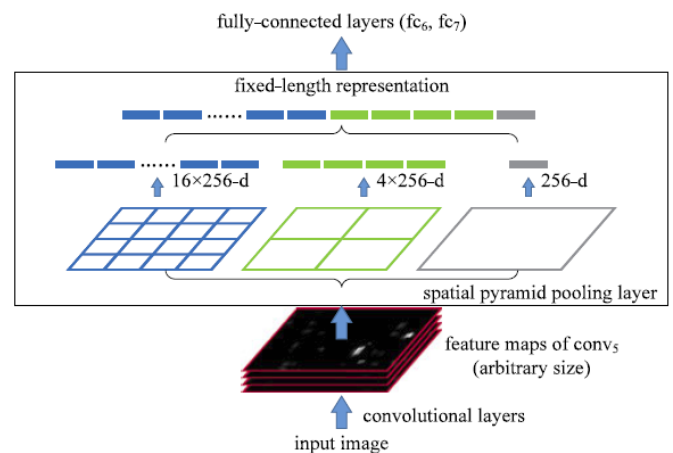 fully-connected layers (fc6, fc7)
fixed-length representation
......
......
16×256-d
4×256-d
256-d
spatial pyramid pooling layer
feature maps of conv5
(arbitrary size)
convolutional layers
input image